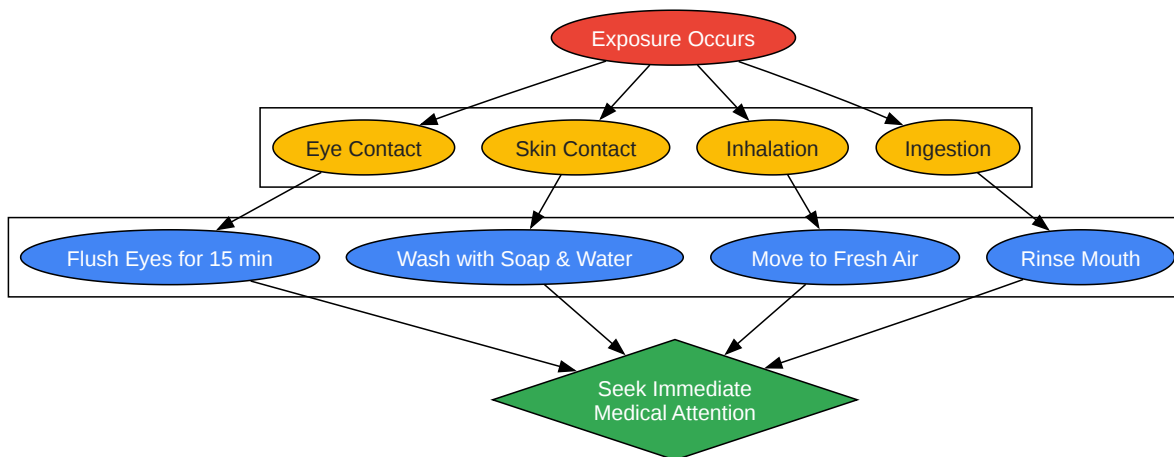 Exposure Occurs
Eye Contact
Skin Contact
Inhalation
Ingestion
Flush Eyes for 15 min
Wash with Soap & Water
Move to Fresh Air
Rinse Mouth
Seek Immediate
Medical Attention